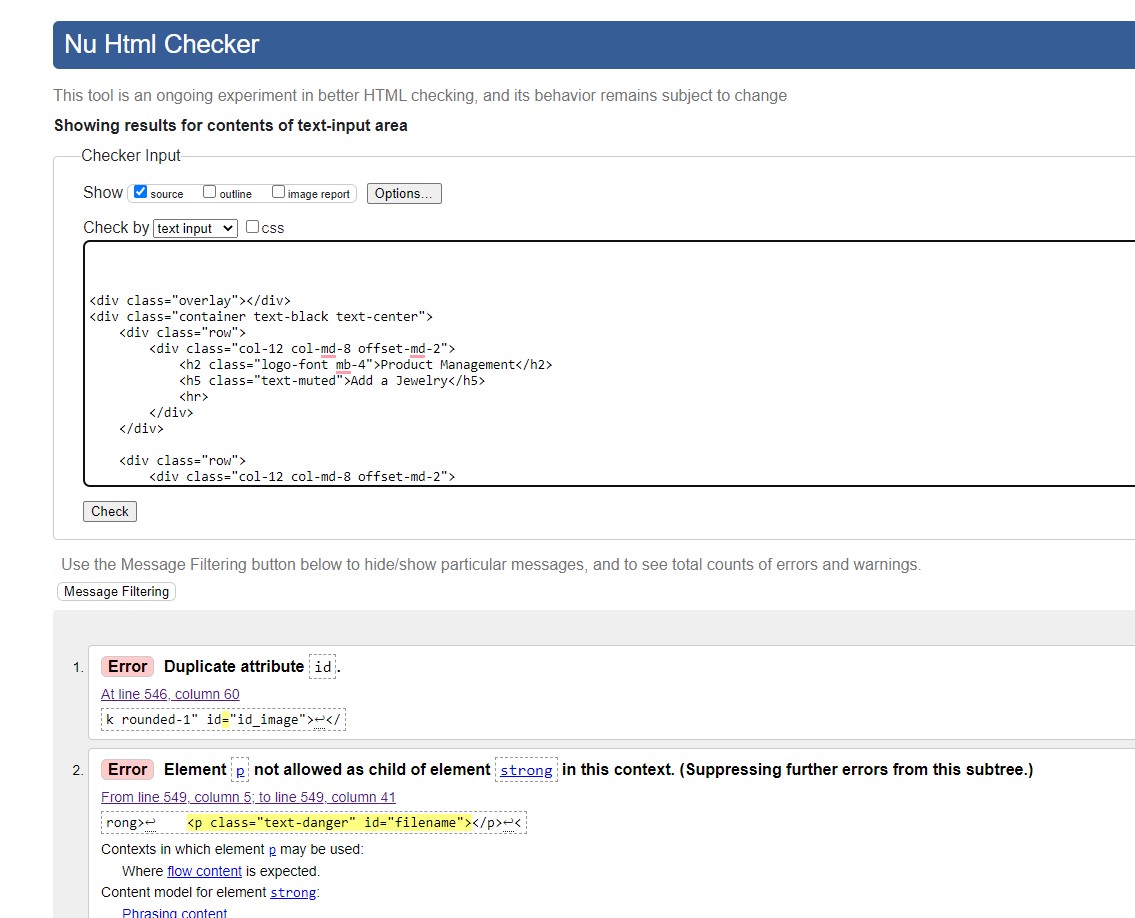 Nu Html Checker
This tool is an ongoing experiment in better HTML checking, and its behavior remains subject to change
Showing results for contents of text-input area
Checker Input
Show source outline image report Options...
Check by text input css
<div class="overlay"></div>
<div class="container text-black text-center">
    <div class="row">
        <div class="col-12 col-md-8 offset-md-2">
            <h2 class="logo-font mb-4">Product Management</h2>
            <h5 class="text-muted">Add a Jewelry</h5>
            <hr>
        </div>
    </div>
    <div class="row">
        <div class="col-12 col-md-8 offset-md-2">
Check
Use the Message Filtering button below to hide/show particular messages, and to see total counts of errors and warnings.
Message Filtering
1. Error Duplicate attribute id.
At line 546, column 60
k rounded-1" id="id_image">↩</
2. Error Element p not allowed as child of element strong in this context. (Suppressing further errors from this subtree.)
From line 549, column 5; to line 549, column 41
rong>↩    <p class="text-danger" id="filename"></p>↩<
Contexts in which element p may be used:
Where flow content is expected.
Content model for element strong:
Phrasing content